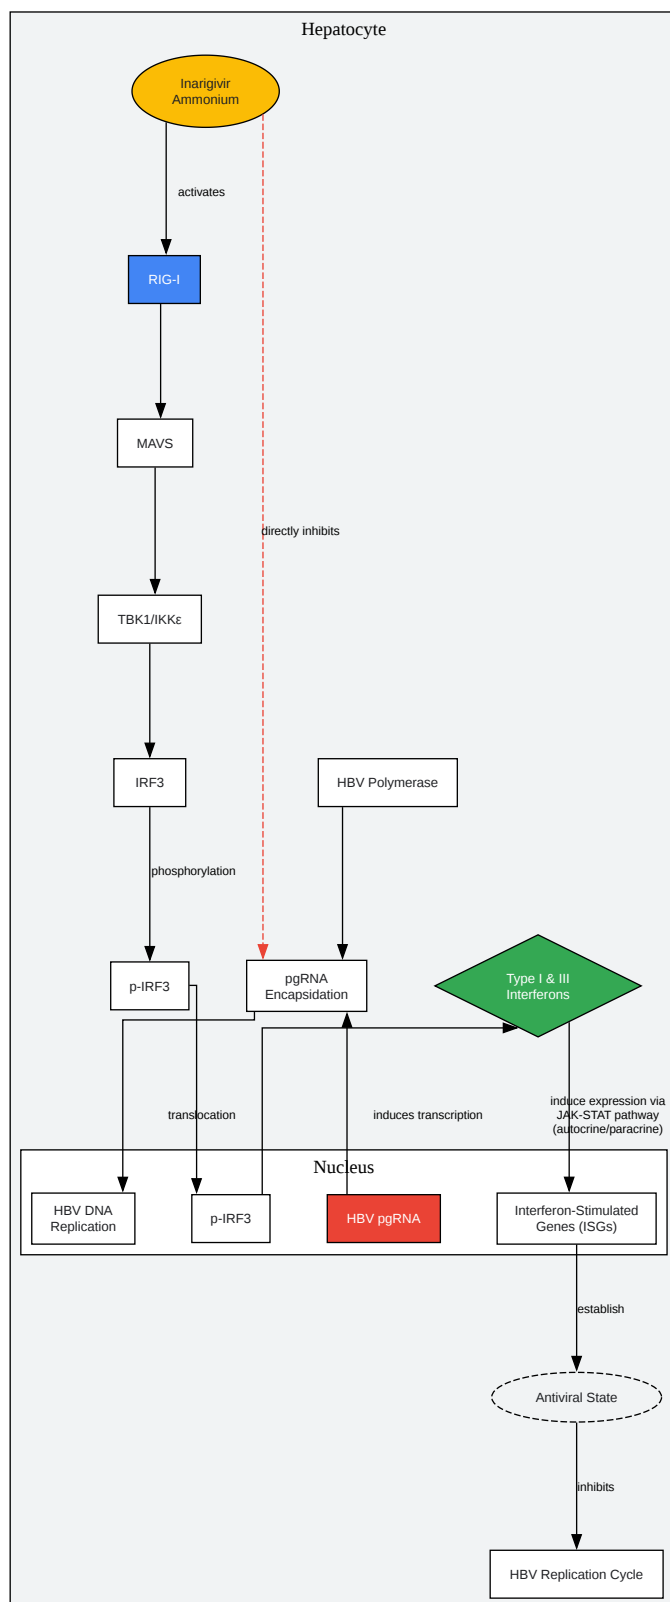 Hepatocyte
Inarigivir
Ammonium
activates
RIG-I
MAVS
directly inhibits
TBK1/IKKε
IRF3
HBV Polymerase
phosphorylation
p-IRF3
pgRNA
Encapsidation
Type I & III
Interferons
translocation
induces transcription
induce expression via
JAK-STAT pathway
(autocrine/paracrine)
Nucleus
HBV DNA
Replication
p-IRF3
HBV pgRNA
Interferon-Stimulated
Genes (ISGs)
establish
Antiviral State
inhibits
HBV Replication Cycle